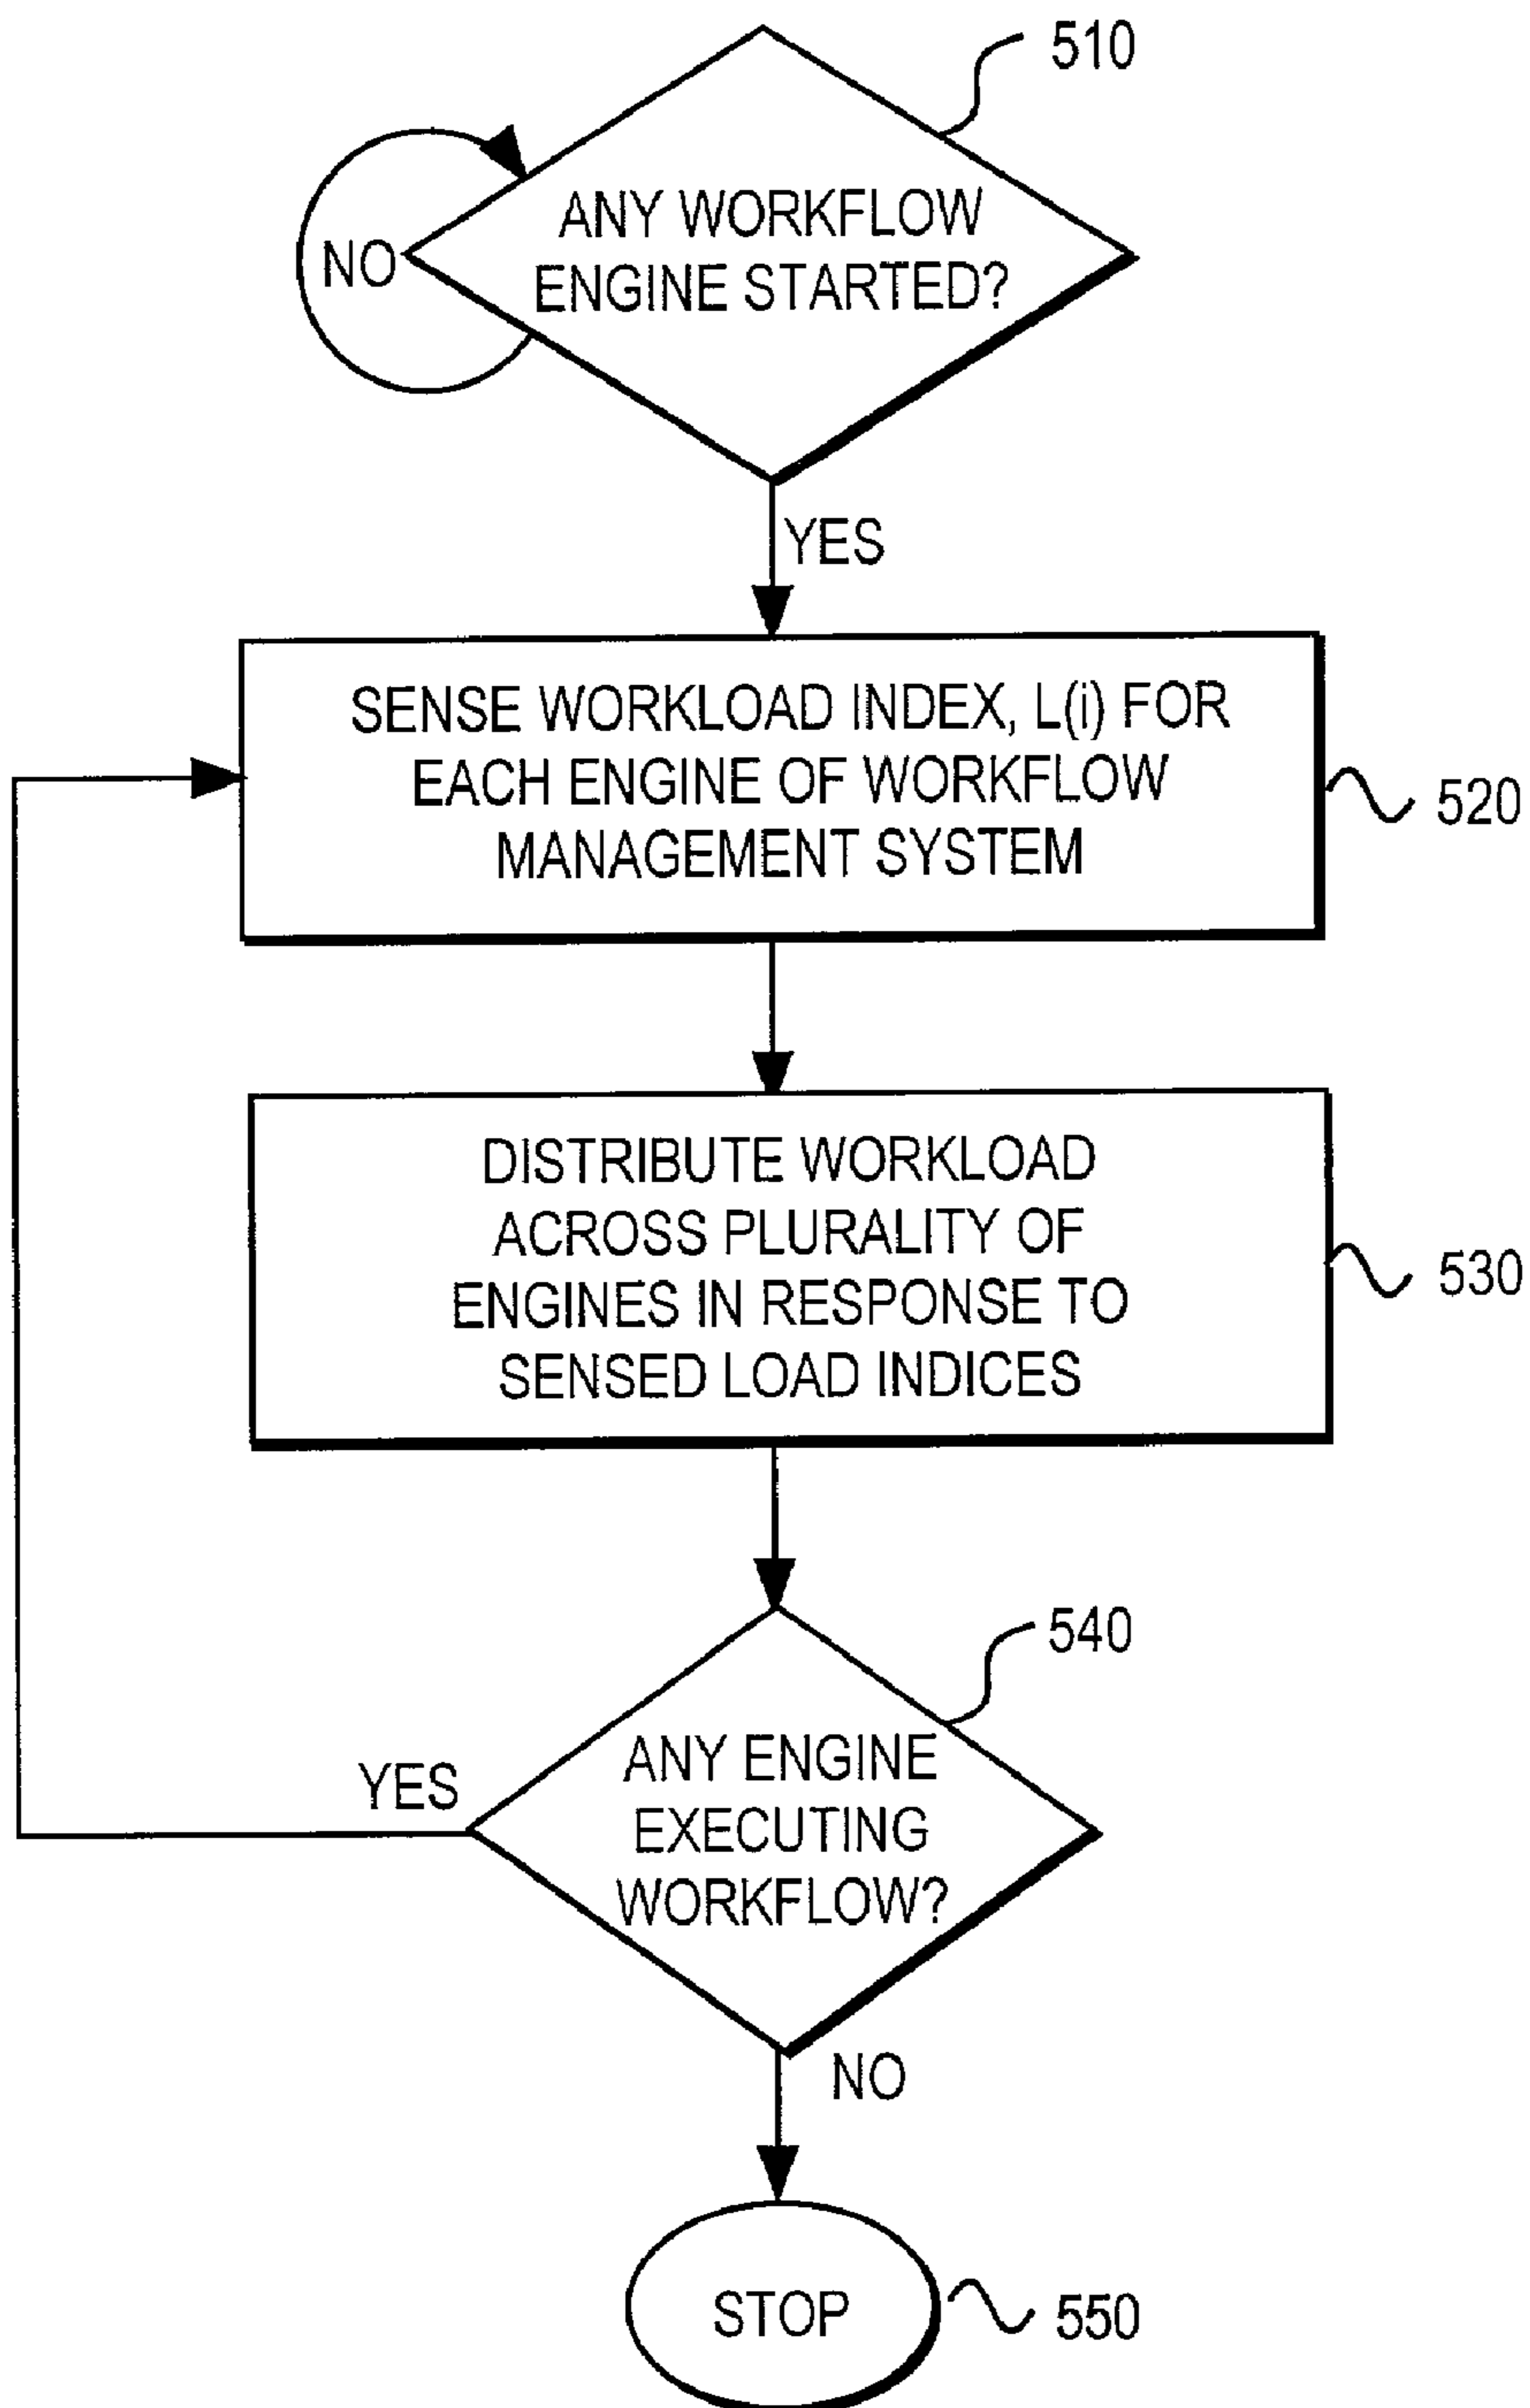 510
ANY WORKFLOW
ENGINE STARTED?
NO
YES
SENSE WORKLOAD INDEX, L(i) FOR
EACH ENGINE OF WORKFLOW
MANAGEMENT SYSTEM
520
DISTRIBUTE WORKLOAD
ACROSS PLURALITY OF
ENGINES IN RESPONSE TO
SENSED LOAD INDICES
530
540
ANY ENGINE
EXECUTING
WORKFLOW?
YES
NO
STOP
550